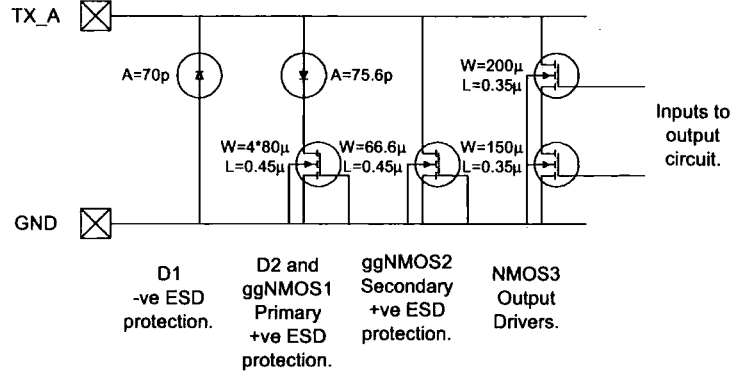 TX_A
A=70p
A=75.6p
W=200µ
L=0.35µ
Inputs to
output
circuit.
W=4*80µ
L=0.45µ
W=66.6µ
L=0.45µ
W=150µ
L=0.35µ
GND
D1
-ve ESD
protection.
D2 and
ggNMOS1
Primary
+ve ESD
protection.
ggNMOS2
Secondary
+ve ESD
protection.
NMOS3
Output
Drivers.